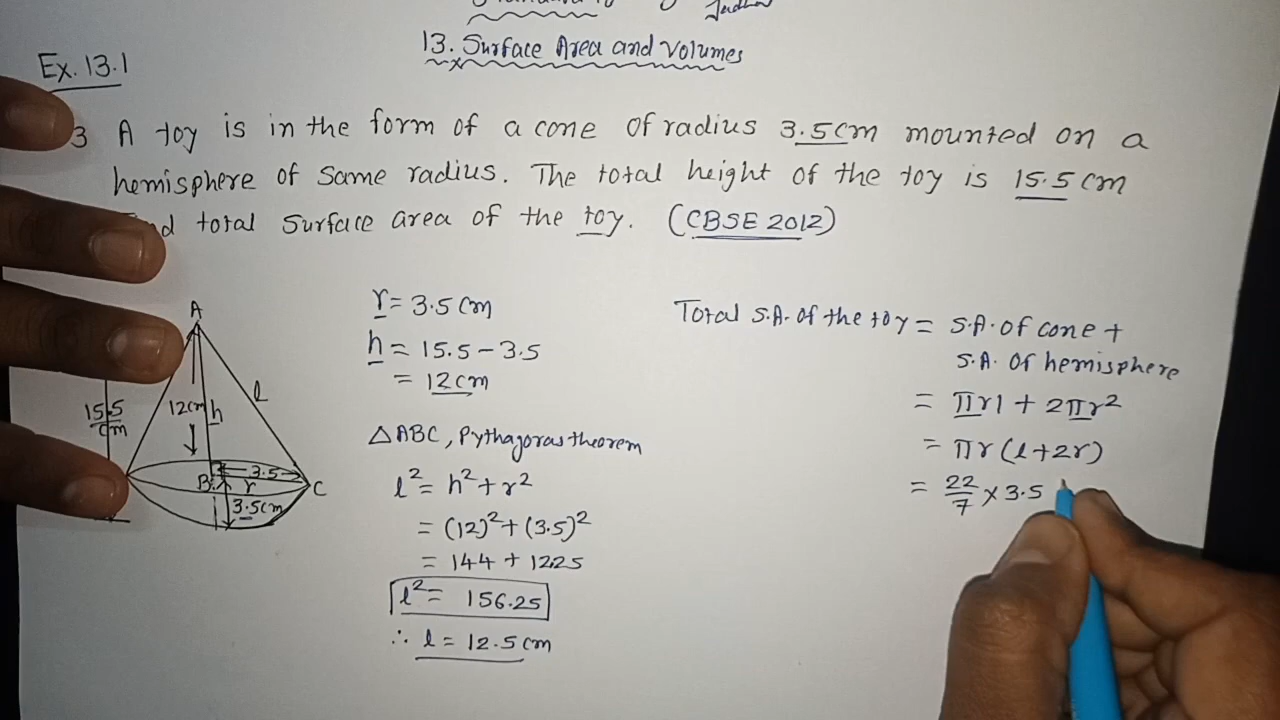 13. Surface Area and Volumes
Ex. 13.1
3 A toy is in the form of a cone of radius 3.5cm mounted on a
hemisphere of same radius. The total height of the toy is 15.5 cm
total surface area of the toy. (CBSE 2012)
A
15.5
cm
12cm h
l
3.5
B r C
3.5cm
r = 3.5 cm
h = 15.5 - 3.5
= 12 cm
△ABC, Pythagoras theorem
l² = h² + r²
= (12)² + (3.5)²
= 144 + 12.25
l² = 156.25
∴ l = 12.5 cm
Total S.A. of the toy = S.A. of cone +
S.A. of hemisphere
= πrl + 2πr²
= πr (l+2r)
= 22/7 × 3.5